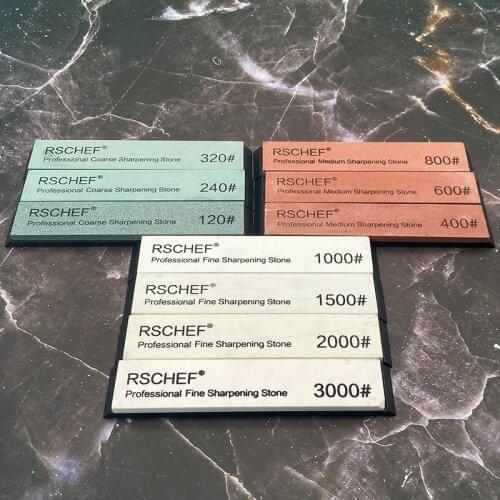 RSCHEF®
Professional Coarse Sharpening Stone 320#
RSCHEF®
Professional Coarse Sharpening Stone 240#
RSCHEF®
Professional Coarse Sharpening Stone 120#
RSCHEF®
Professional Medium Sharpening Stone 800#
RSCHEF®
Professional Medium Sharpening Stone 600#
RSCHEF®
Professional Medium Sharpening Stone 400#
RSCHEF®
Professional Fine Sharpening Stone 1000#
RSCHEF®
Professional Fine Sharpening Stone 1500#
RSCHEF®
Professional Fine Sharpening Stone 2000#
RSCHEF®
Professional Fine Sharpening Stone 3000#